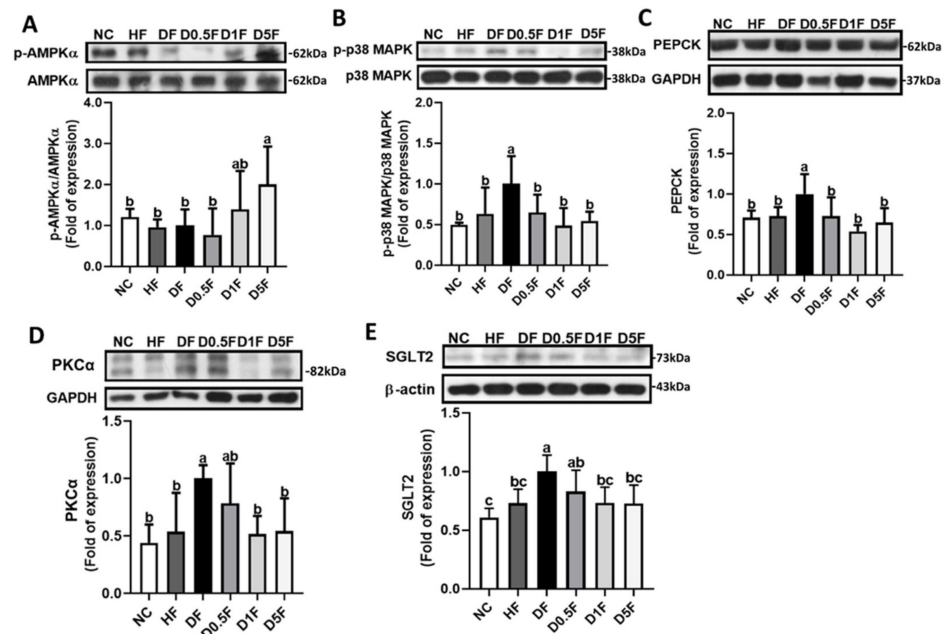 A
NC HF DF D0.5F D1F D5F
p-AMPKα -62kDa
AMPKα -62kDa
p-AMPKα/AMPKα
(Fold of expression)
4.0
3.0
2.0
1.0
0.0
b b b b ab a
NC HF DF D0.5F D1F D5F
B
NC HF DF D0.5F D1F D5F
p-p38 MAPK -38kDa
p38 MAPK -38kDa
p-p38 MAPK/p38 MAPK
(Fold of expression)
2.0
1.5
1.0
0.5
0.0
b b a b b b
NC HF DF D0.5F D1F D5F
C
NC HF DF D0.5F D1F D5F
PEPCK -62kDa
GAPDH -37kDa
PEPCK
(Fold of expression)
2.0
1.5
1.0
0.5
0.0
b b a b b b
NC HF DF D0.5F D1F D5F
D
NC HF DF D0.5F D1F D5F
PKCα -82kDa
GAPDH
PKCα
(Fold of expression)
1.5
1.0
0.5
0.0
b b a ab b b
NC HF DF D0.5F D1F D5F
E
NC HF DF D0.5F D1F D5F
SGLT2 -73kDa
β-actin -43kDa
SGLT2
(Fold of expression)
1.5
1.0
0.5
0.0
c bc a ab bc bc
NC HF DF D0.5F D1F D5F